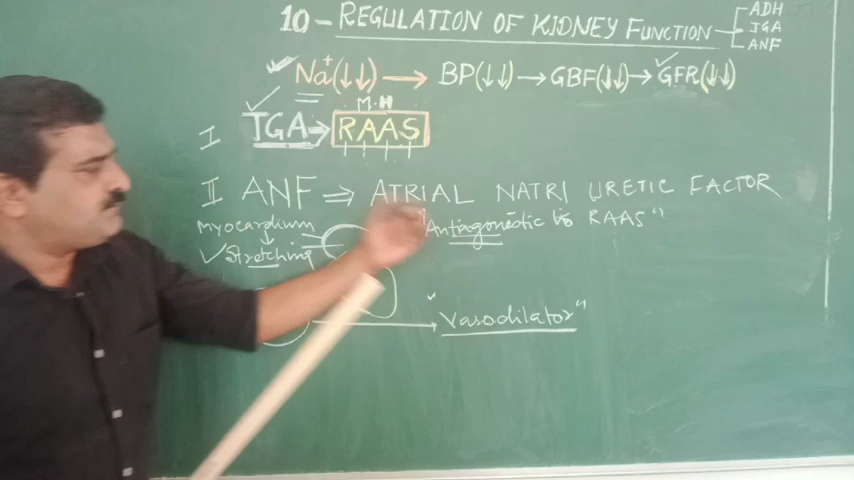 10 - REGULATION OF KIDNEY FUNCTION
ADH
JGA
ANF
Na+(↓↓) → BP(↓↓) → GBF(↓↓) → GFR(↓↓)
M.H
I JGA → RAAS
II ANF ⇒ ATRIAL NATRI URETIC FACTOR
Myocardium
"Antagonestic to RAAS"
↓
✓Stretching
"Vasodilator"